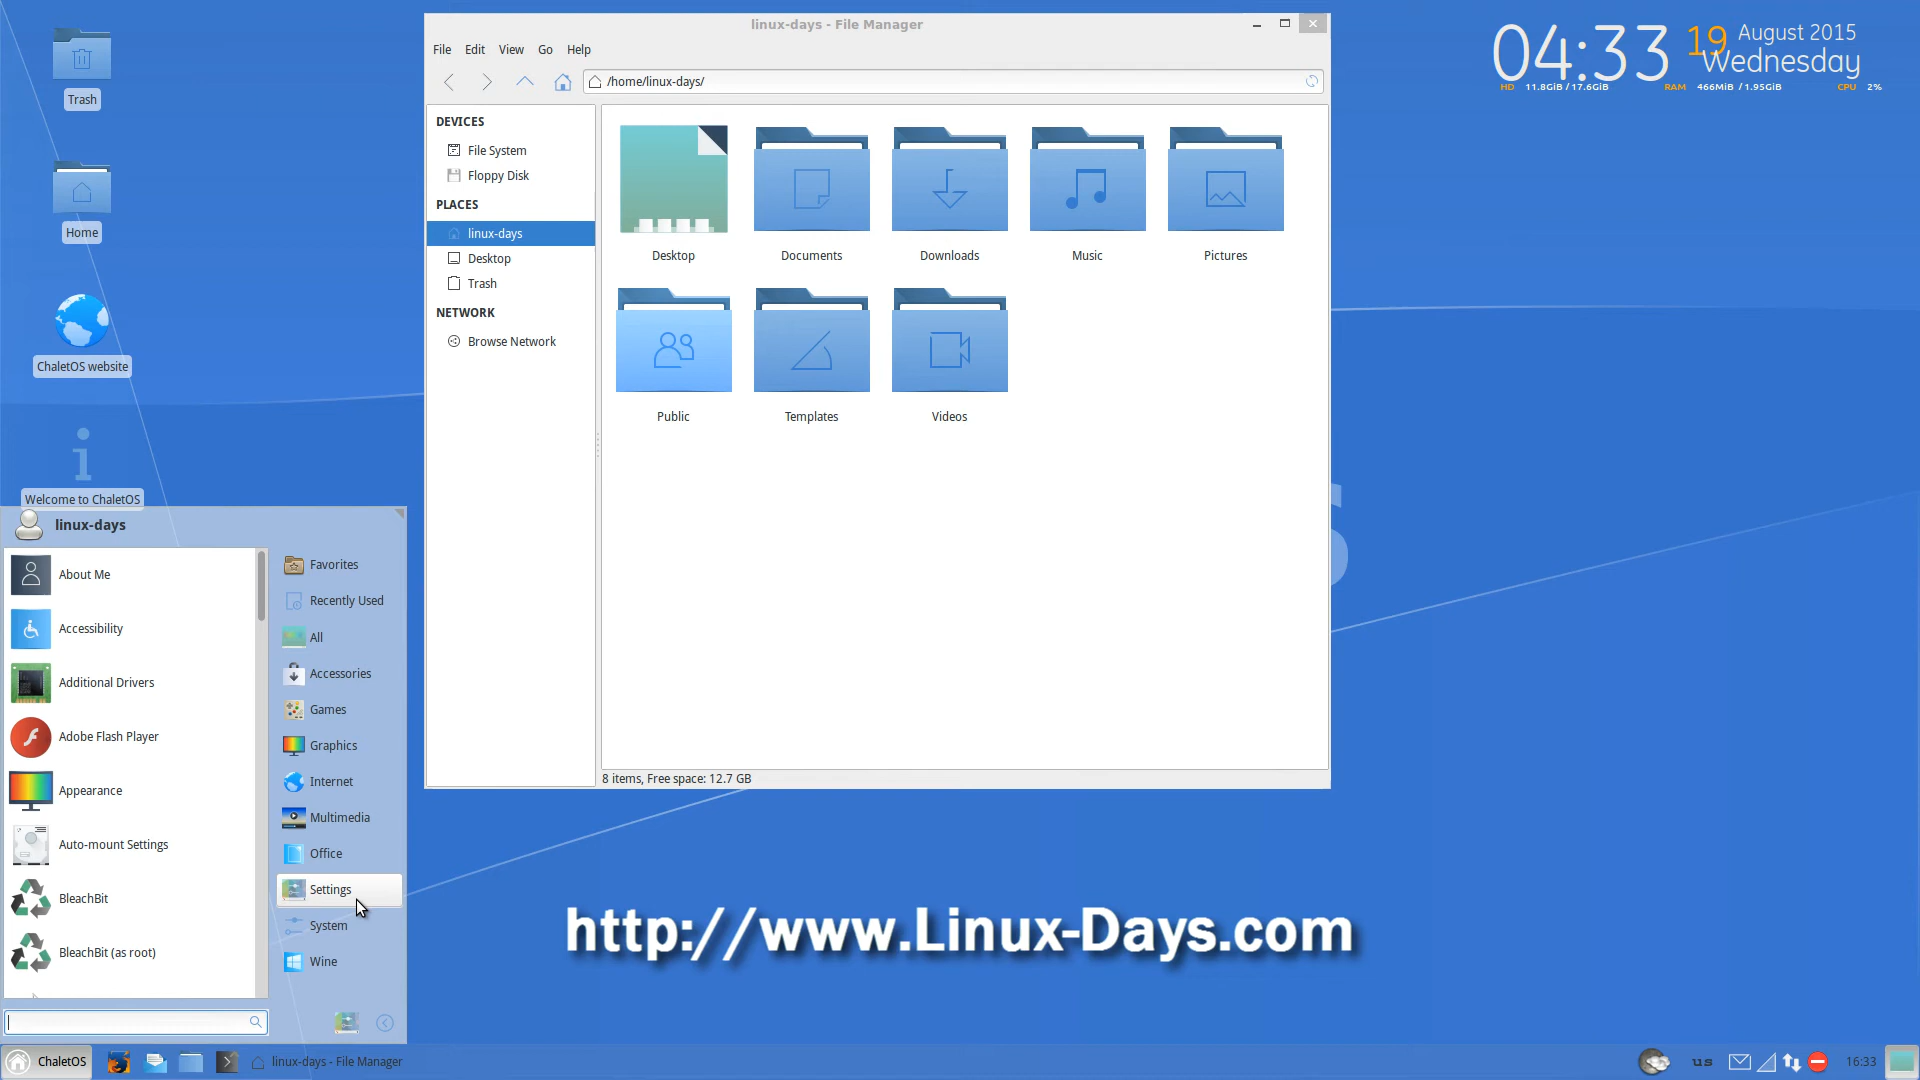 Trash
Home
ChaletOS website
Welcome to ChaletOS
linux-days - File Manager
File Edit View Go Help
/home/linux-days/
DEVICES
File System
Floppy Disk
PLACES
linux-days
Desktop
Trash
NETWORK
Browse Network
Desktop Documents Downloads Music Pictures
Public Templates Videos
8 items, Free space: 12.7 GB
04:33 19 August 2015
Wednesday
HD 11.8GiB / 17.6GiB RAM 466MiB / 1.95GiB CPU 2%
linux-days
About Me
Accessibility
Additional Drivers
Adobe Flash Player
Appearance
Auto-mount Settings
BleachBit
BleachBit (as root)
Favorites
Recently Used
All
Accessories
Games
Graphics
Internet
Multimedia
Office
Settings
System
Wine
http://www.Linux-Days.com
ChaletOS
linux-days - File Manager
us
16:33